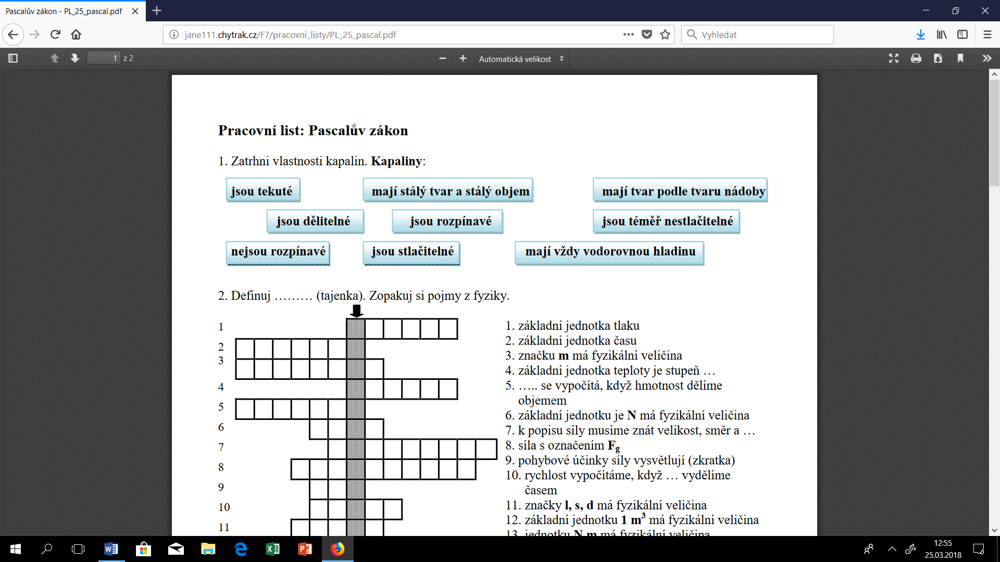 Pascalův zákon - PL_25_pascal.pdf
jane111.chytrak.cz/F7/pracovni_listy/PL_25_pascal.pdf
Vyhledat
1 z 2
Automatická velikost
Pracovní list: Pascalův zákon
1. Zatrhni vlastnosti kapalin. Kapaliny:
jsou tekuté
mají stálý tvar a stálý objem
mají tvar podle tvaru nádoby
jsou dělitelné
jsou rozpínavé
jsou téměř nestlačitelné
nejsou rozpínavé
jsou stlačitelné
mají vždy vodorovnou hladinu
2. Definuj ……… (tajenka). Zopakuj si pojmy z fyziky.
1
2
3
4
5
6
7
8
9
10
11
1. základní jednotka tlaku
2. základní jednotka času
3. značku m má fyzikální veličina
4. základní jednotka teploty je stupeň …
5. ….. se vypočítá, když hmotnost dělíme
objemem
6. základní jednotku je N má fyzikální veličina
7. k popisu síly musíme znát velikost, směr a …
8. síla s označením Fg
9. pohybové účinky síly vysvětlují (zkratka)
10. rychlost vypočítáme, když … vydělíme
časem
11. značky l, s, d má fyzikální veličina
12. základní jednotku 1 m³ má fyzikální veličina
13. jednotku N m má fyzikální veličina
12:55
25.03.2018